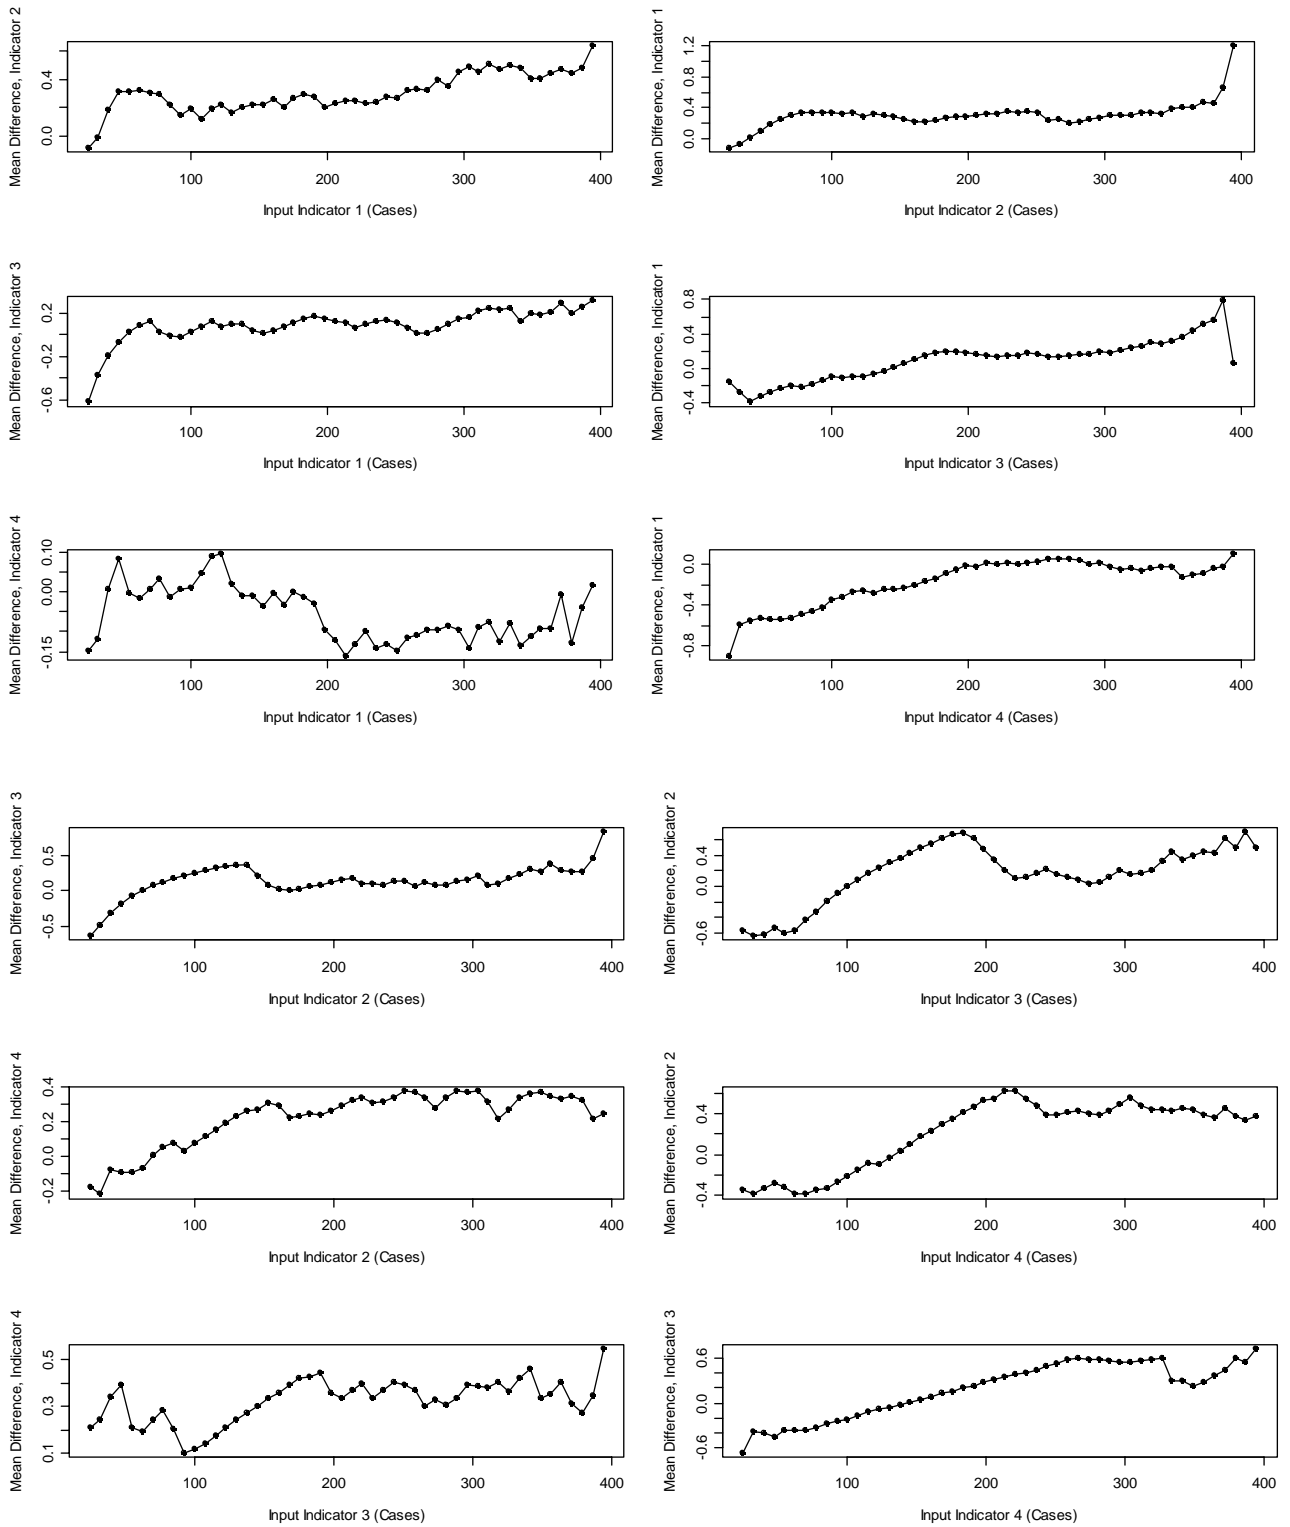 Mean Difference, Indicator 2
0.0 0.4
100 200 300 400
Input Indicator 1 (Cases)
Mean Difference, Indicator 1
0.0 0.4 0.8 1.2
100 200 300 400
Input Indicator 2 (Cases)
Mean Difference, Indicator 3
-0.6 -0.2 0.2
100 200 300 400
Input Indicator 1 (Cases)
Mean Difference, Indicator 1
-0.4 0.0 0.4 0.8
100 200 300 400
Input Indicator 3 (Cases)
Mean Difference, Indicator 4
-0.15 0.00 0.10
100 200 300 400
Input Indicator 1 (Cases)
Mean Difference, Indicator 1
-0.8 -0.4 0.0
100 200 300 400
Input Indicator 4 (Cases)
Mean Difference, Indicator 3
-0.5 0.0 0.5
100 200 300 400
Input Indicator 2 (Cases)
Mean Difference, Indicator 2
-0.6 0.0 0.4
100 200 300 400
Input Indicator 3 (Cases)
Mean Difference, Indicator 4
-0.2 0.0 0.2 0.4
100 200 300 400
Input Indicator 2 (Cases)
Mean Difference, Indicator 2
-0.4 0.0 0.4
100 200 300 400
Input Indicator 4 (Cases)
Mean Difference, Indicator 4
0.1 0.3 0.5
100 200 300 400
Input Indicator 3 (Cases)
Mean Difference, Indicator 3
-0.6 0.0 0.6
100 200 300 400
Input Indicator 4 (Cases)